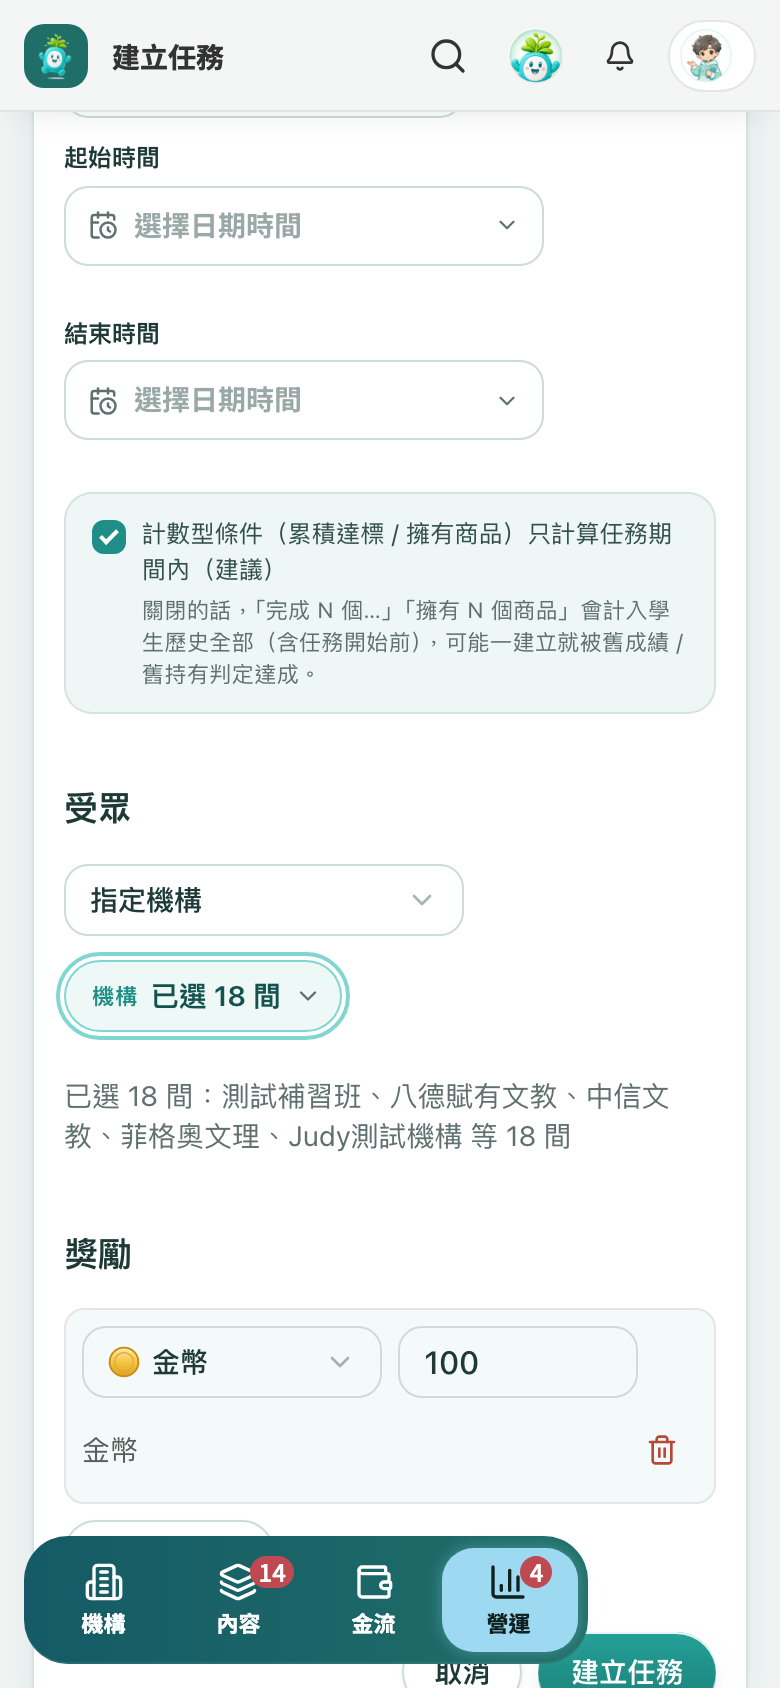 建立任務
起始時間
選擇日期時間
結束時間
選擇日期時間
計數型條件（累積達標 / 擁有商品）只計算任務期
間內（建議）
關閉的話，「完成 N 個…」「擁有 N 個商品」會計入學
生歷史全部（含任務開始前），可能一建立就被舊成績 /
舊持有判定達成。
受眾
指定機構
機構 已選 18 間
已選 18 間：測試補習班、八德賦有文教、中信文
教、菲格奧文理、Judy測試機構 等 18 間
獎勵
金幣 100
金幣
14 4
機構 內容 金流 營運
取消 建立任務